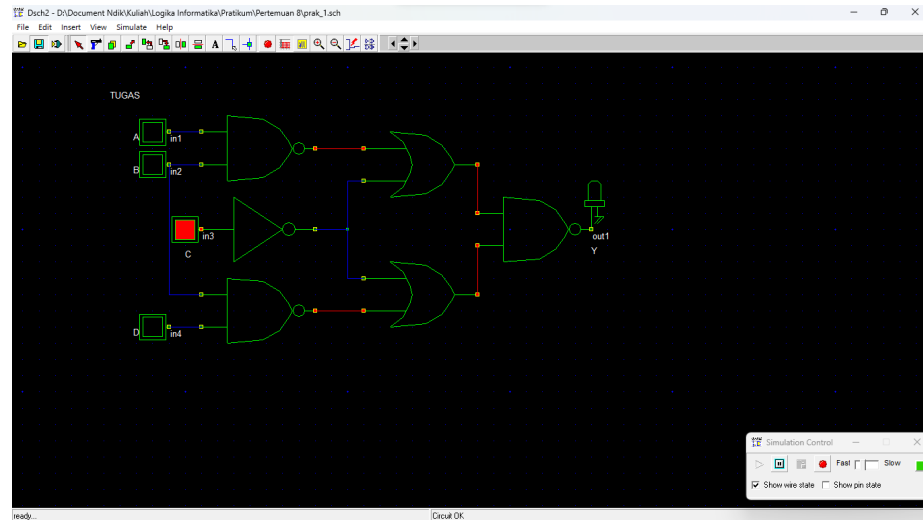 Dsch2 - D:\Document Ndik\Kuliah\Logika Informatika\Pratikum\Pertemuan 8\prak_1.sch
File Edit Insert View Simulate Help
A
TUGAS
A
in1
B
in2
in3
C
out1
Y
D
in4
Simulation Control
Fast
Slow
Show wire state
Show pin state
ready...
Circuit OK